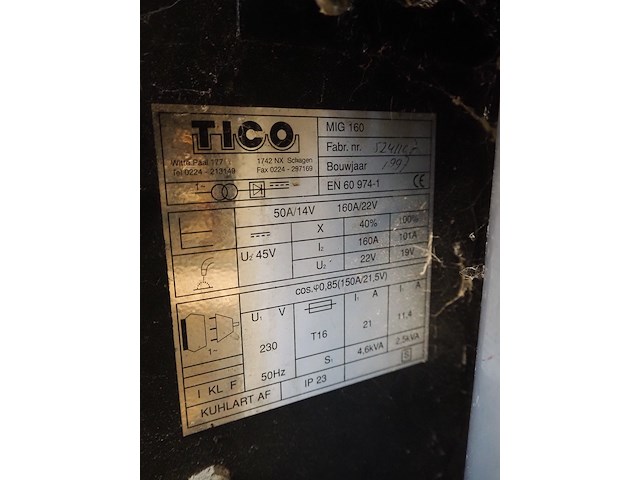 TICO
Witte Paal 177 1742 NX Schagen
Tel 0224 - 213149 Fax 0224 - 297169
MIG 160
Fabr. nr.
Bouwjaar 1997
EN 60 974-1 CE
1~
50A/14V 160A/22V
U₂ 45V
X 40% 100%
I₂ 160A 101A
U₂ 22V 19V
cos.φ0,85(150A/21,5V)
1~
U₁ V
230
50Hz
T16
I₁ A I₁ A
21 11,4
S₁ 4,6kVA 2,5kVA
S
I KL F
KUHLART AF IP 23